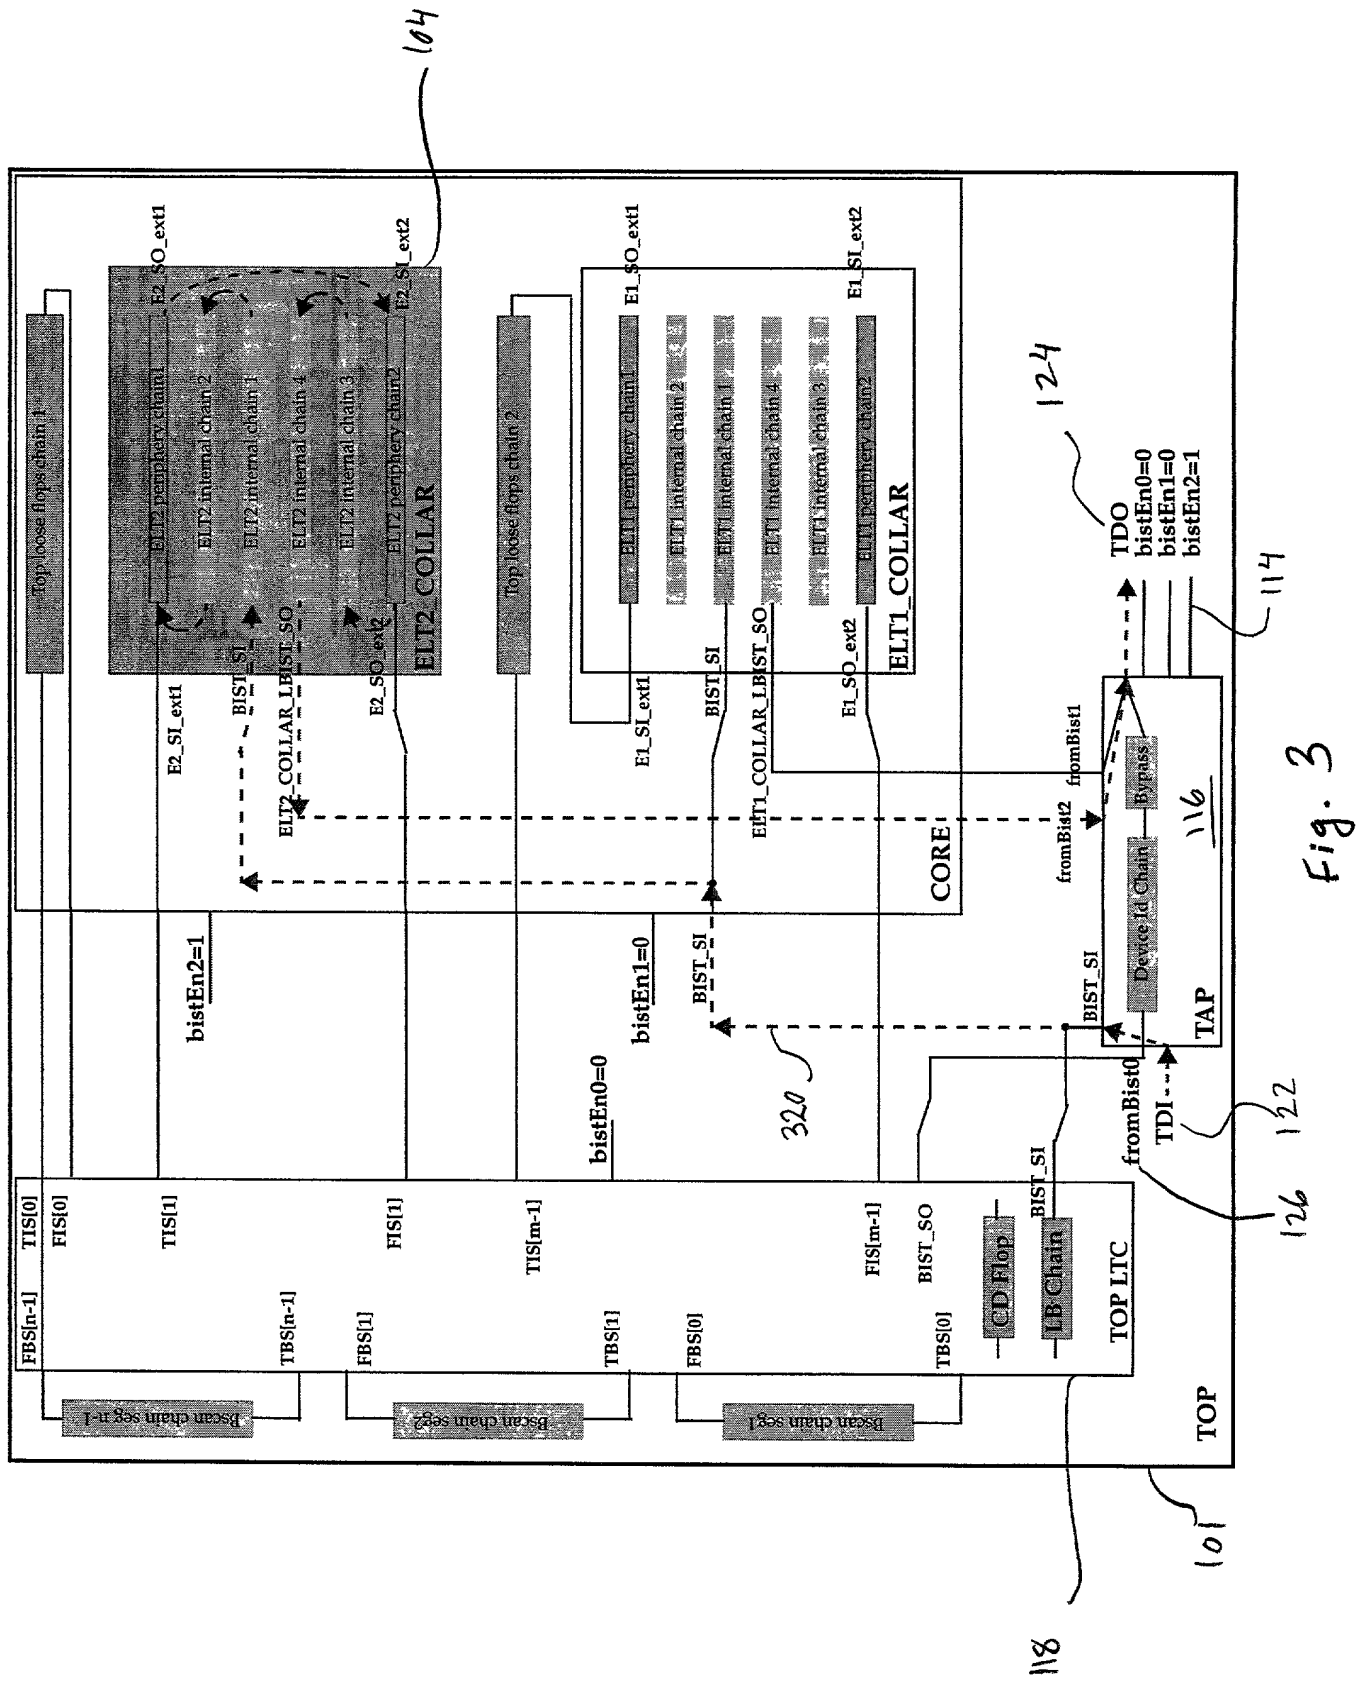 104
Top loose flops chain 1
E2_SO_ext1
ELT2 periphery chain1
ELT2 internal chain 2
ELT2 internal chain 1
ELT2 internal chain 4
ELT2 internal chain 3
ELT2 periphery chain2
E2_SI_ext2
ELT2_COLLAR
E2_SI_ext1
BIST_SI
ELT2_COLLAR_LBIST_SO
E2_SO_ext2
Top loose flops chain 2
E1_SO_ext1
ELT1 periphery chain1
ELT1 internal chain 2
ELT1 internal chain 1
ELT1 internal chain 4
ELT1 internal chain 3
ELT1 periphery chain2
E1_SI_ext2
ELT1_COLLAR
E1_SI_ext1
BIST_SI
ELT1_COLLAR_LBIST_SO
E1_SO_ext2
CORE
bistEn2=1
bistEn1=0
BIST_SI
bistEn0=0
320
TIS[0]
FIS[0]
TIS[1]
FIS[1]
TIS[m-1]
FIS[m-1]
BIST_SO
BIST_SI
FBS[n-1]
TBS[n-1]
FBS[1]
TBS[1]
FBS[0]
TBS[0]
CD Flop
LB Chain
TOP LTC
Bscan chain seg n-1
Bscan chain seg2
Bscan chain seg1
TOP
fromBist1
fromBist2
BIST_SI
Device Id Chain
Bypass
116
TAP
fromBist0
TDI
TDO
bistEn0=0
bistEn1=0
bistEn2=1
124
114
122
126
118
101
Fig. 3